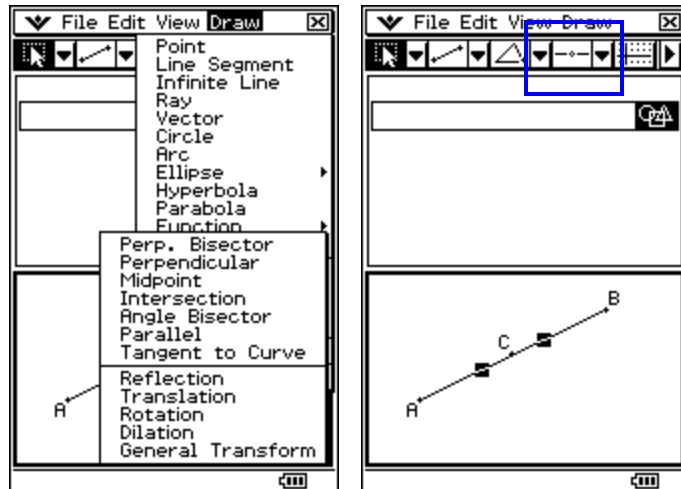 File Edit View Draw
Point
Line Segment
Infinite Line
Ray
Vector
Circle
Arc
Ellipse
Hyperbola
Parabola
Function
Perp. Bisector
Perpendicular
Midpoint
Intersection
Angle Bisector
Parallel
Tangent to Curve
Reflection
Translation
Rotation
Dilation
General Transform
A
File Edit View Draw
B
C
A